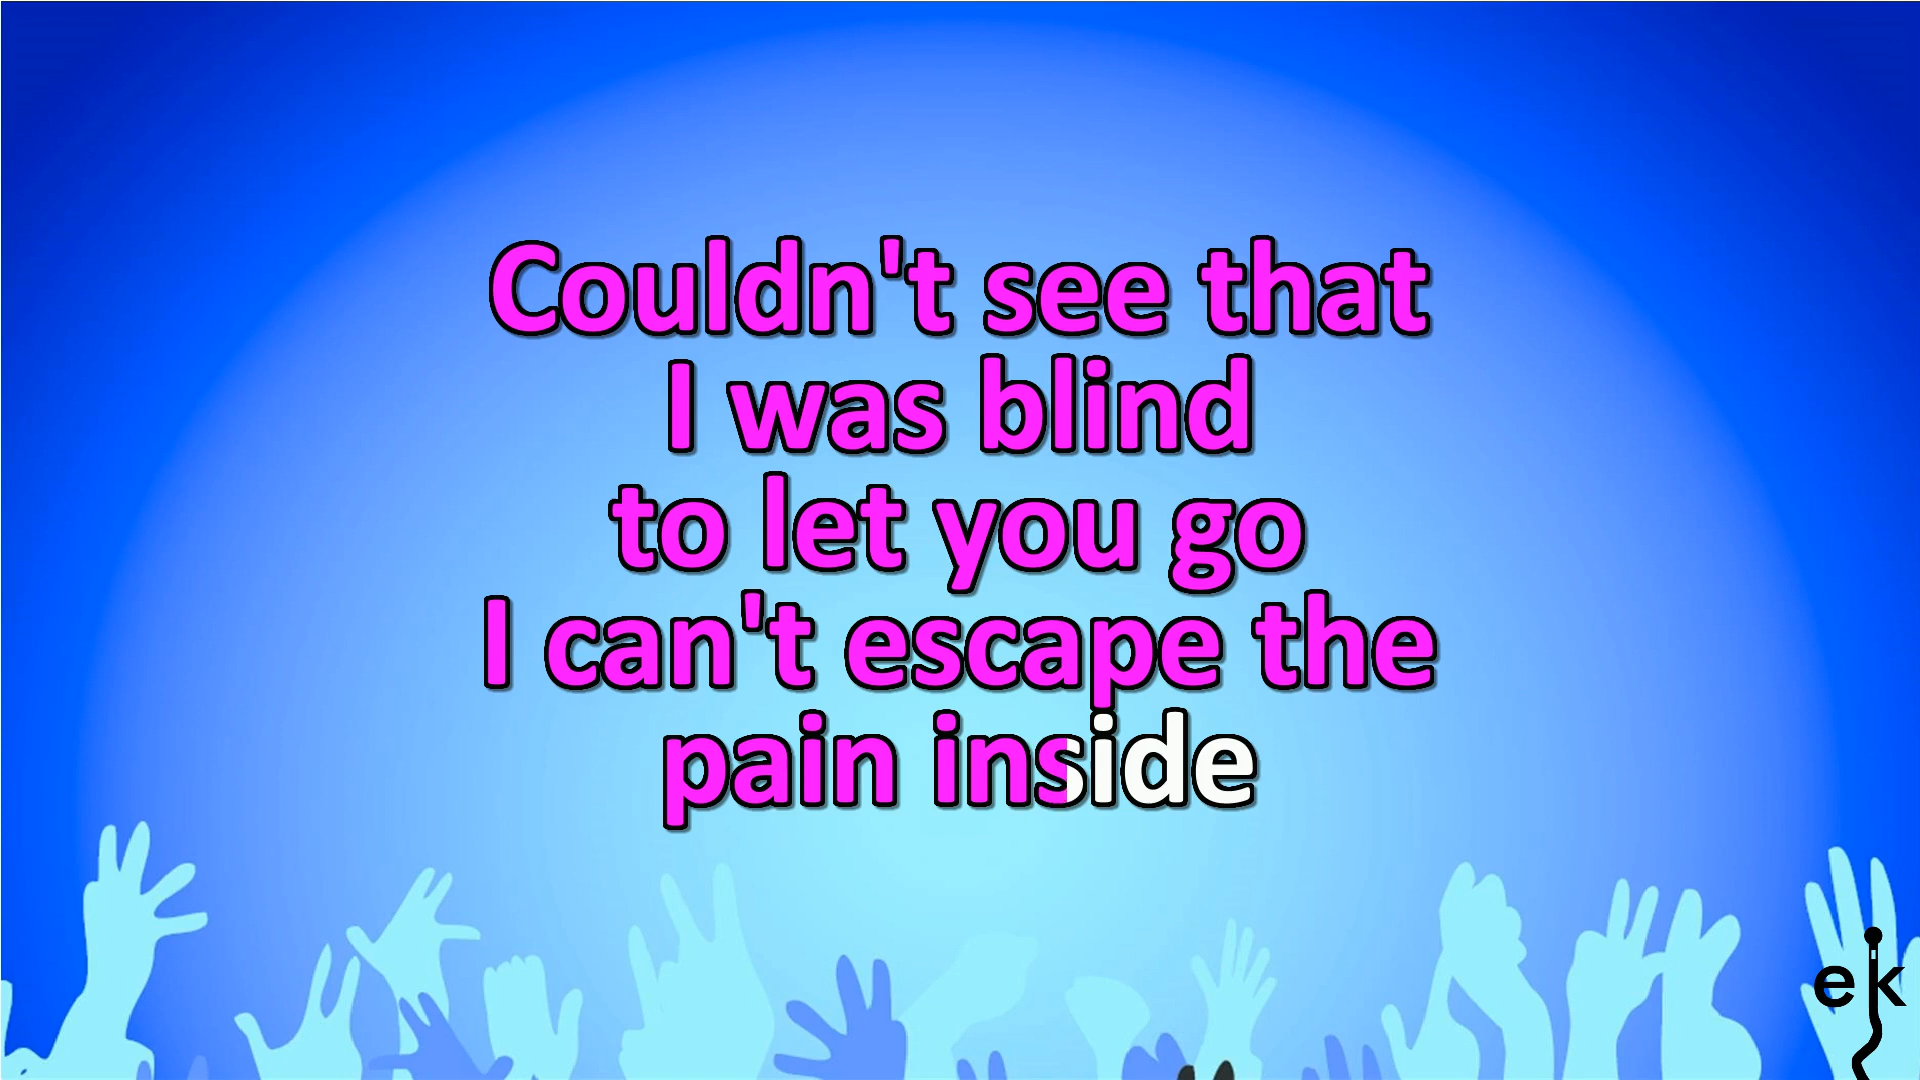 Couldn't see that
I was blind
to let you go
I can't escape the
pain inside
ek